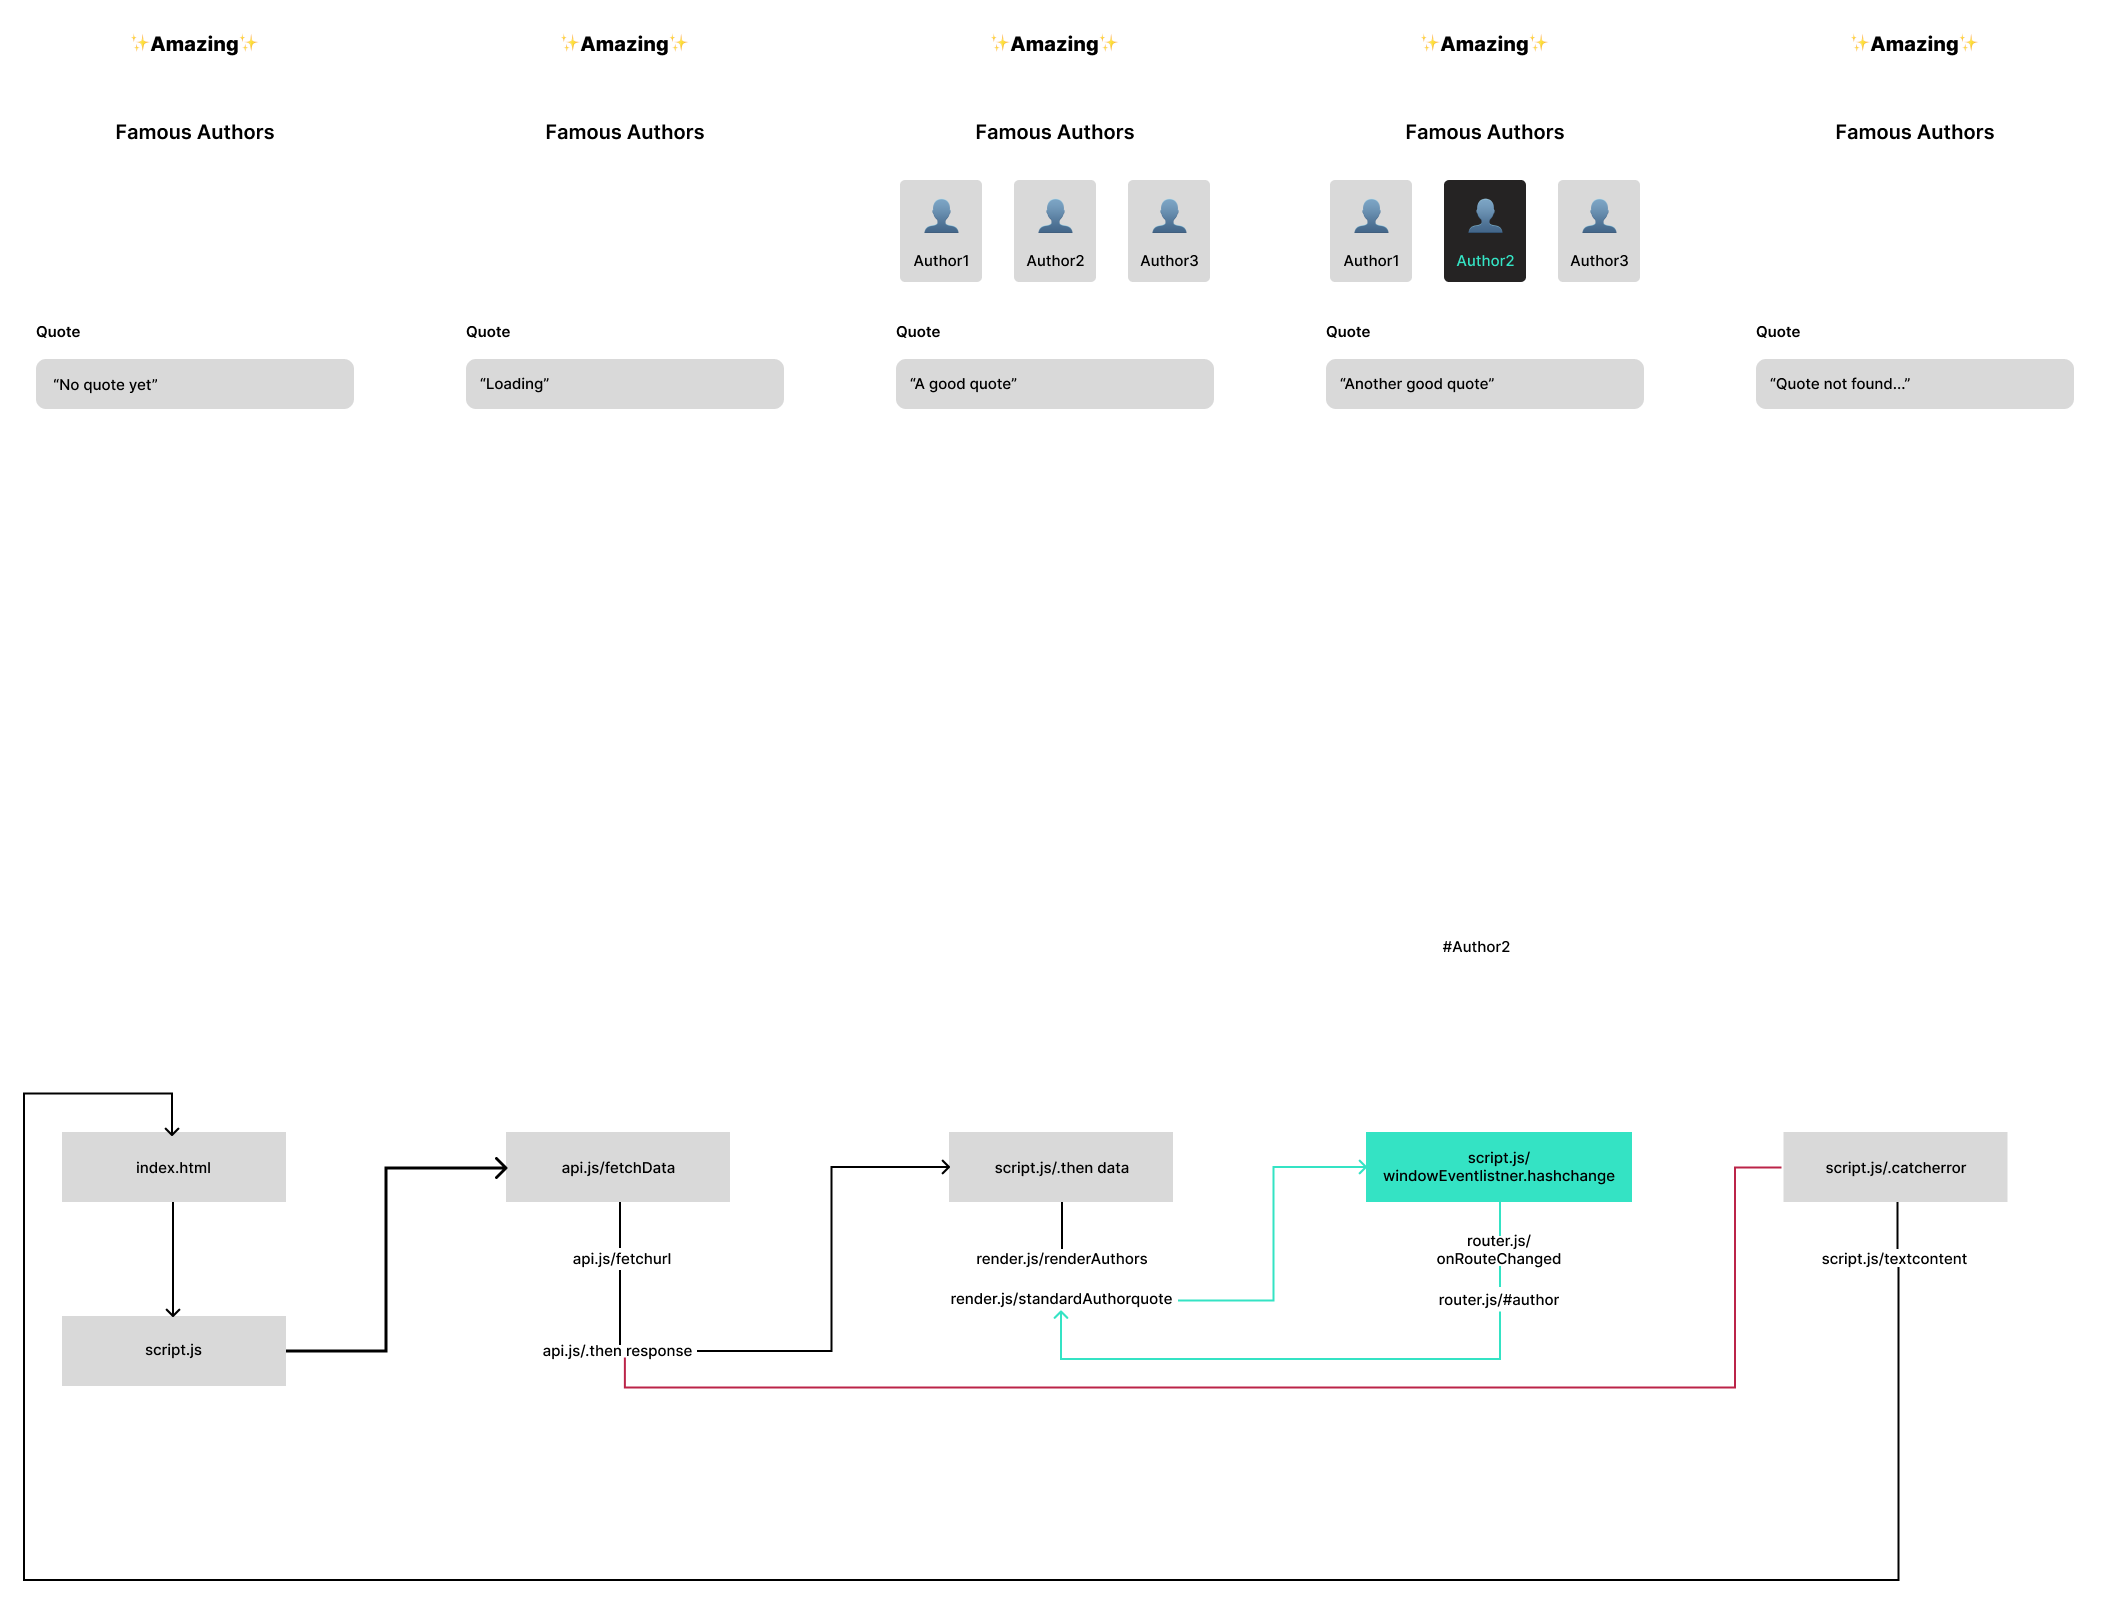 ✨Amazing✨
Famous Authors
Quote
“No quote yet”
✨Amazing✨
Famous Authors
Quote
“Loading”
✨Amazing✨
Famous Authors
Author1
Author2
Author3
Quote
“A good quote”
✨Amazing✨
Famous Authors
Author1
Author2
Author3
Quote
“Another good quote”
✨Amazing✨
Famous Authors
Quote
“Quote not found...”
#Author2
index.html
script.js
api.js/fetchData
api.js/fetchurl
api.js/.then response
script.js/.then data
render.js/renderAuthors
render.js/standardAuthorquote
script.js/
windowEventlistner.hashchange
router.js/
onRouteChanged
router.js/#author
script.js/.catcherror
script.js/textcontent